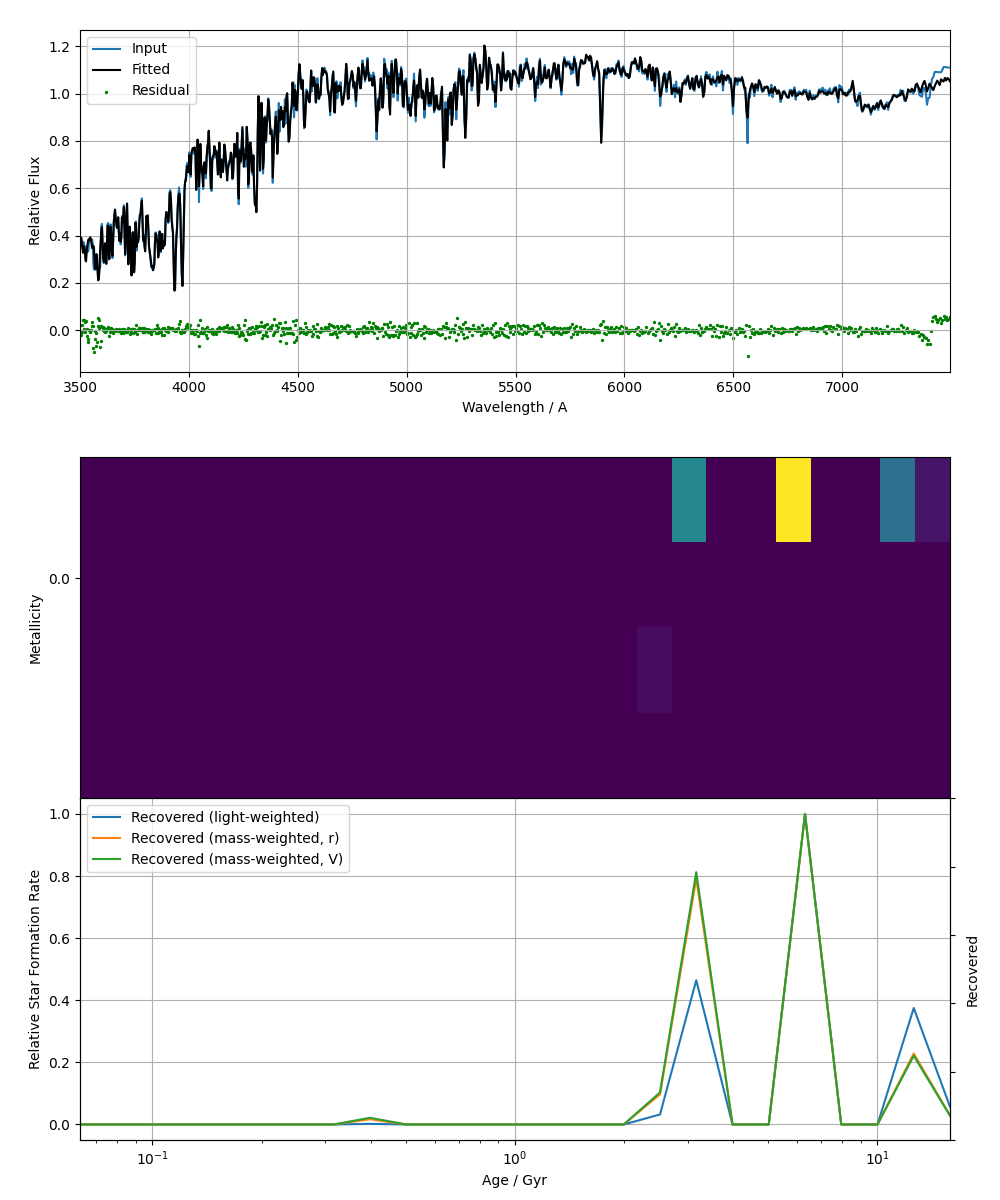 1.2
1.0
0.8
0.6
0.4
0.2
0.0
Relative Flux
Input
Fitted
Residual
3500 4000 4500 5000 5500 6000 6500 7000
Wavelength / A
0.0
Metallicity
1.0
0.8
0.6
0.4
0.2
0.0
Relative Star Formation Rate
Recovered (light-weighted)
Recovered (mass-weighted, r)
Recovered (mass-weighted, V)
Recovered
10⁻¹ 10⁰ 10¹
Age / Gyr